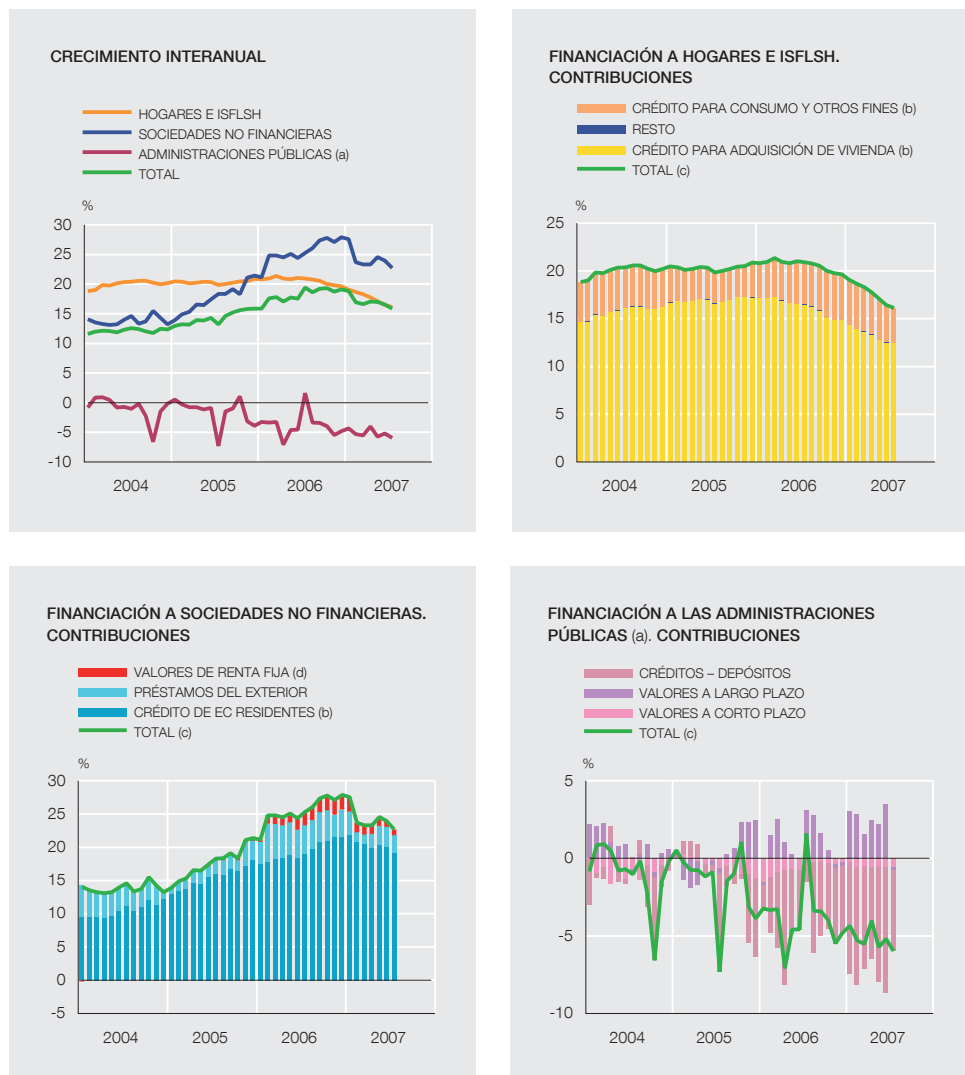 CRECIMIENTO INTERANUAL
HOGARES E ISFLSH
SOCIEDADES NO FINANCIERAS
ADMINISTRACIONES PÚBLICAS (a)
TOTAL
%
30
25
20
15
10
5
0
-5
-10
2004
2005
2006
2007
FINANCIACIÓN A HOGARES E ISFLSH.
CONTRIBUCIONES
CRÉDITO PARA CONSUMO Y OTROS FINES (b)
RESTO
CRÉDITO PARA ADQUISICIÓN DE VIVIENDA (b)
TOTAL (c)
%
25
20
15
10
5
0
2004
2005
2006
2007
FINANCIACIÓN A SOCIEDADES NO FINANCIERAS.
CONTRIBUCIONES
VALORES DE RENTA FIJA (d)
PRÉSTAMOS DEL EXTERIOR
CRÉDITO DE EC RESIDENTES (b)
TOTAL (c)
%
30
25
20
15
10
5
0
-5
2004
2005
2006
2007
FINANCIACIÓN A LAS ADMINISTRACIONES
PÚBLICAS (a). CONTRIBUCIONES
CRÉDITOS – DEPÓSITOS
VALORES A LARGO PLAZO
VALORES A CORTO PLAZO
TOTAL (c)
%
5
0
-5
-10
2004
2005
2006
2007